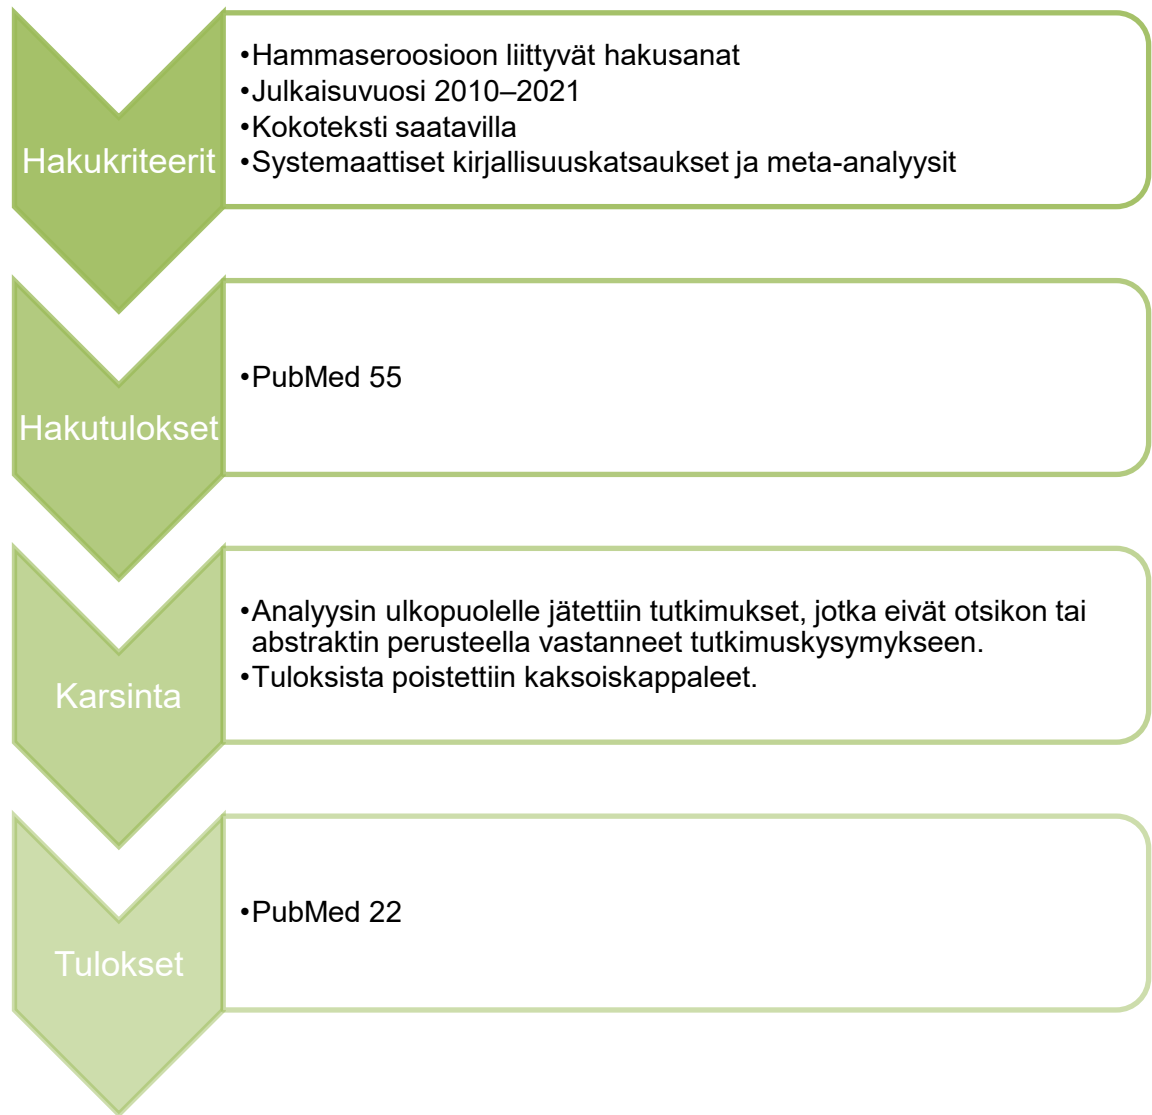 Hakukriteerit
•Hammaseroosioon liittyvät hakusanat
•Julkaisuvuosi 2010–2021
•Kokoteksti saatavilla
•Systemaattiset kirjallisuuskatsaukset ja meta-analyysit
Hakutulokset
•PubMed 55
Karsinta
•Analyysin ulkopuolelle jätettiin tutkimukset, jotka eivät otsikon tai
abstraktin perusteella vastanneet tutkimuskysymykseen.
•Tuloksista poistettiin kaksoiskappaleet.
Tulokset
•PubMed 22